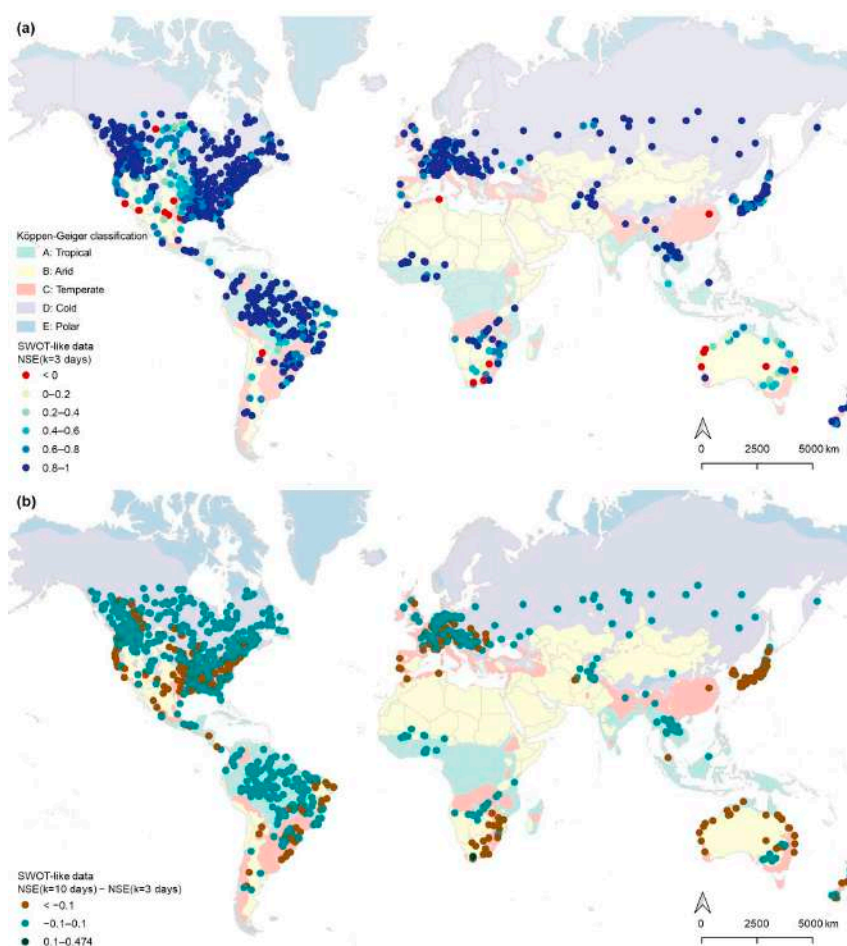 (a)
Köppen-Geiger classification
A: Tropical
B: Arid
C: Temperate
D: Cold
E: Polar
SWOT-like data
NSE(k=3 days)
< 0
0–0.2
0.2–0.4
0.4–0.6
0.6–0.8
0.8–1
0 2500 5000 km
(b)
SWOT-like data
NSE(k=10 days) − NSE(k=3 days)
< −0.1
−0.1–0.1
0.1–0.474
0 2500 5000 km